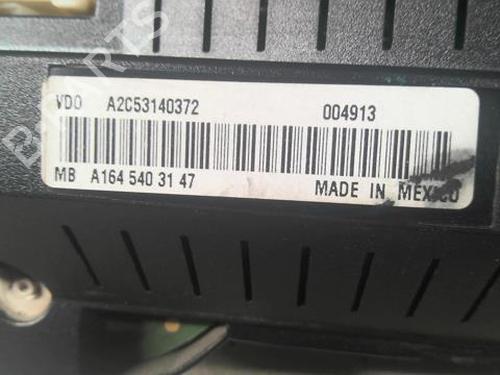 VDO A2C53140372 004913
MB A164 540 31 47 MADE IN MEXICO